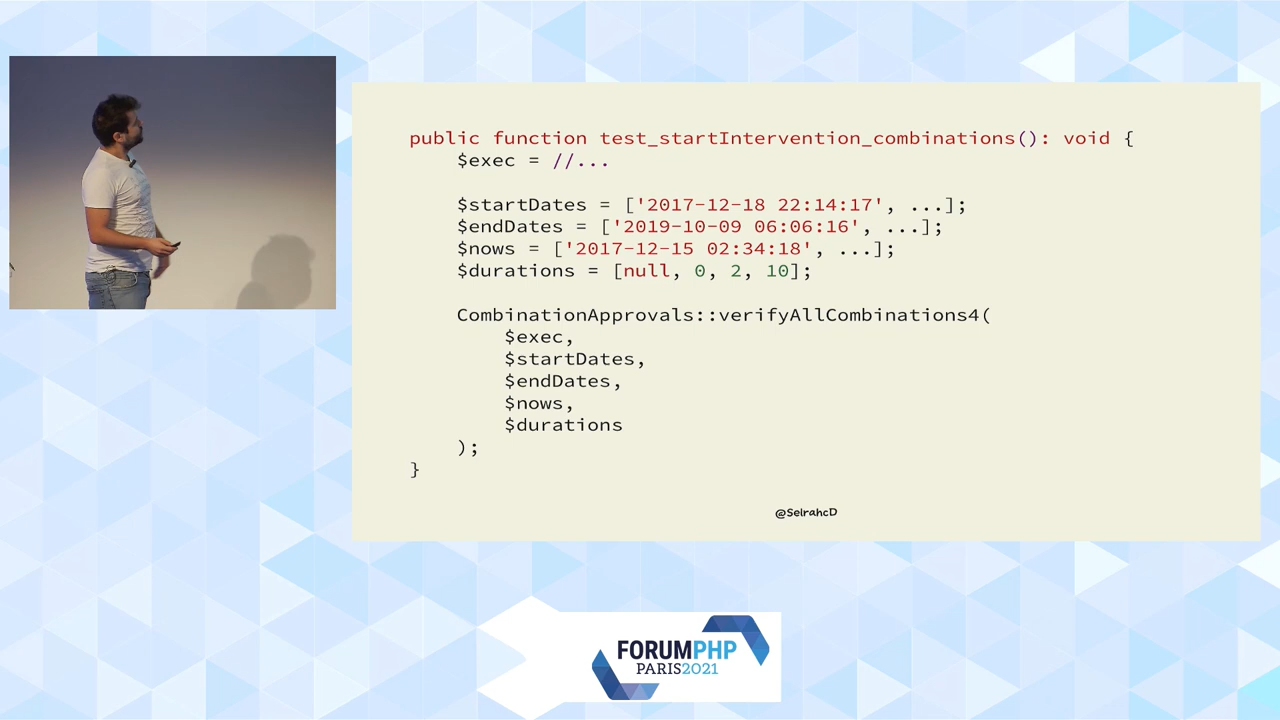 public function test_startIntervention_combinations(): void {
    $exec = //...

    $startDates = ['2017-12-18 22:14:17', ...];
    $endDates = ['2019-10-09 06:06:16', ...];
    $nows = ['2017-12-15 02:34:18', ...];
    $durations = [null, 0, 2, 10];

    CombinationApprovals::verifyAllCombinations4(
        $exec,
        $startDates,
        $endDates,
        $nows,
        $durations
    );
}
@SelrahcD
FORUMPHP
PARIS2021